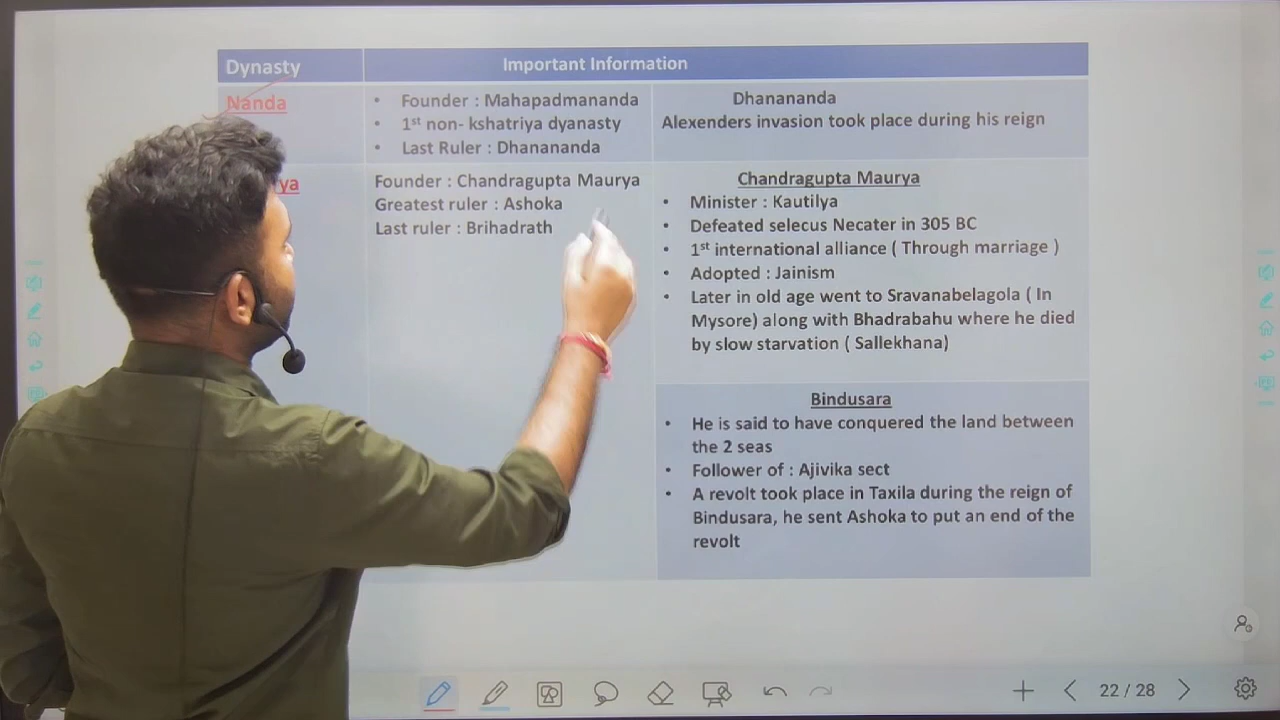 Dynasty
Important Information
Nanda
• Founder : Mahapadmananda
• 1st non- kshatriya dyanasty
• Last Ruler : Dhanananda
Dhanananda
Alexenders invasion took place during his reign
ya
Founder : Chandragupta Maurya
Greatest ruler : Ashoka
Last ruler : Brihadrath
Chandragupta Maurya
• Minister : Kautilya
• Defeated selecus Necater in 305 BC
• 1st international alliance ( Through marriage )
• Adopted : Jainism
• Later in old age went to Sravanabelagola ( In
Mysore) along with Bhadrabahu where he died
by slow starvation ( Sallekhana)
Bindusara
• He is said to have conquered the land between
the 2 seas
• Follower of : Ajivika sect
• A revolt took place in Taxila during the reign of
Bindusara, he sent Ashoka to put an end of the
revolt
22 / 28